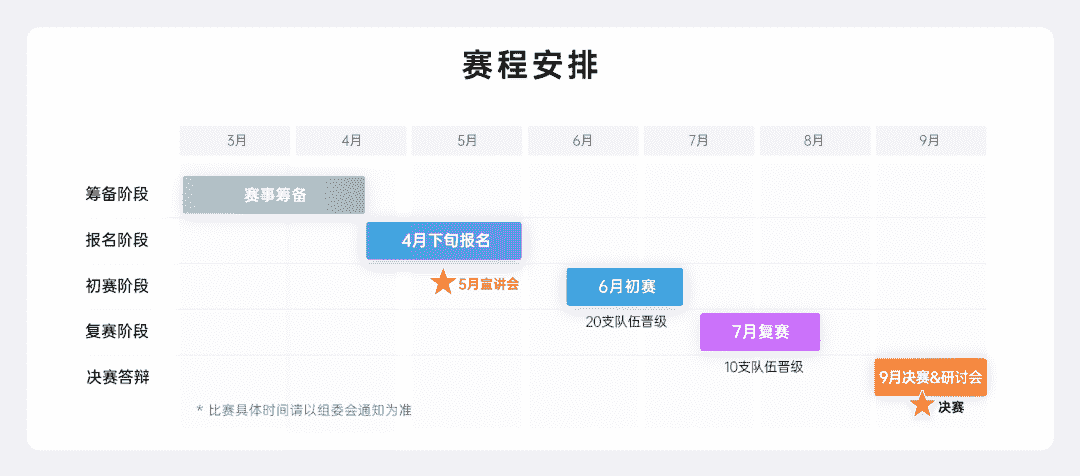 赛程安排
3月 4月 5月 6月 7月 8月 9月
筹备阶段 赛事筹备
报名阶段 4月下旬报名
初赛阶段 5月宣讲会 6月初赛
20支队伍晋级
复赛阶段 7月复赛
10支队伍晋级
决赛答辩 9月决赛&研讨会
* 比赛具体时间请以组委会通知为准 决赛